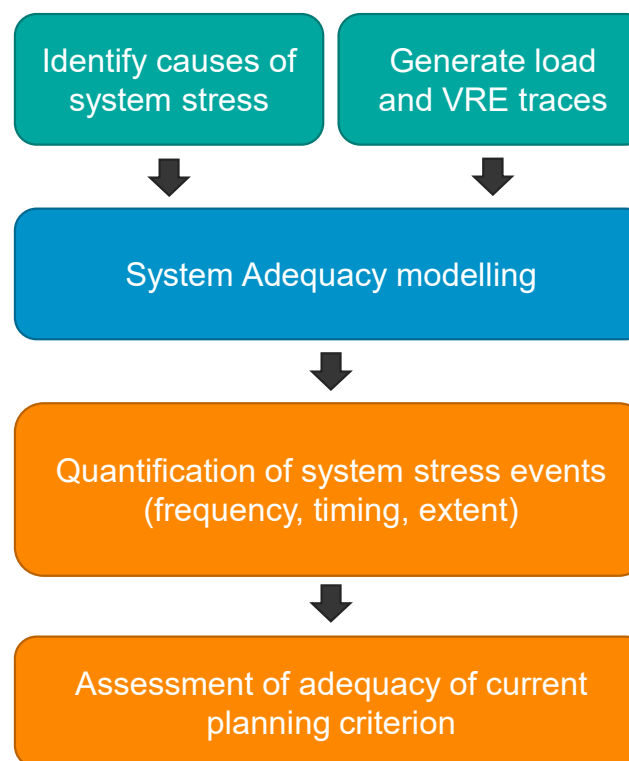 Identify causes of
system stress
Generate load
and VRE traces
System Adequacy modelling
Quantification of system stress events
(frequency, timing, extent)
Assessment of adequacy of current
planning criterion